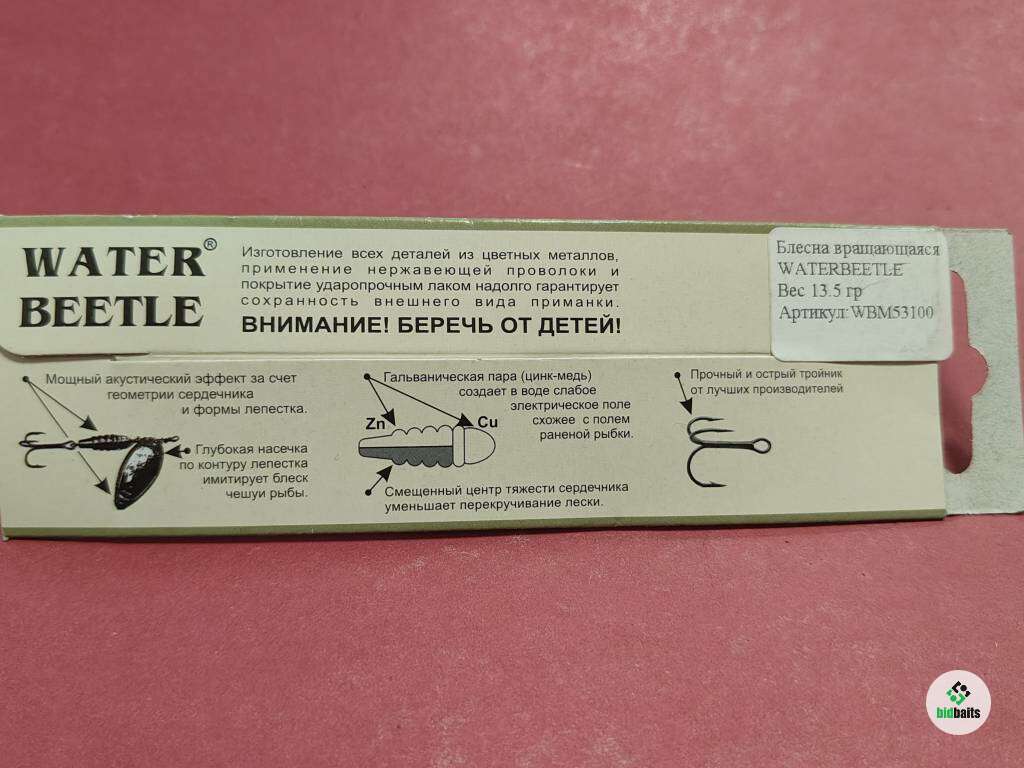 WATER®
BEETLE
Изготовление всех деталей из цветных металлов,
применение нержавеющей проволоки и
покрытие ударопрочным лаком надолго гарантирует
сохранность внешнего вида приманки.
ВНИМАНИЕ! БЕРЕЧЬ ОТ ДЕТЕЙ!
Блесна вращающаяся
WATERBEETLE
Вес 13.5 гр
Артикул:WBM53100
Мощный акустический эффект за счет
геометрии сердечника
и формы лепестка.
Глубокая насечка
по контуру лепестка
имитирует блеск
чешуи рыбы.
Гальваническая пара (цинк-медь)
создает в воде слабое
электрическое поле
схожее с полем
раненой рыбки.
Zn
Cu
Смещенный центр тяжести сердечника
уменьшает перекручивание лески.
Прочный и острый тройник
от лучших производителей
bidbaits